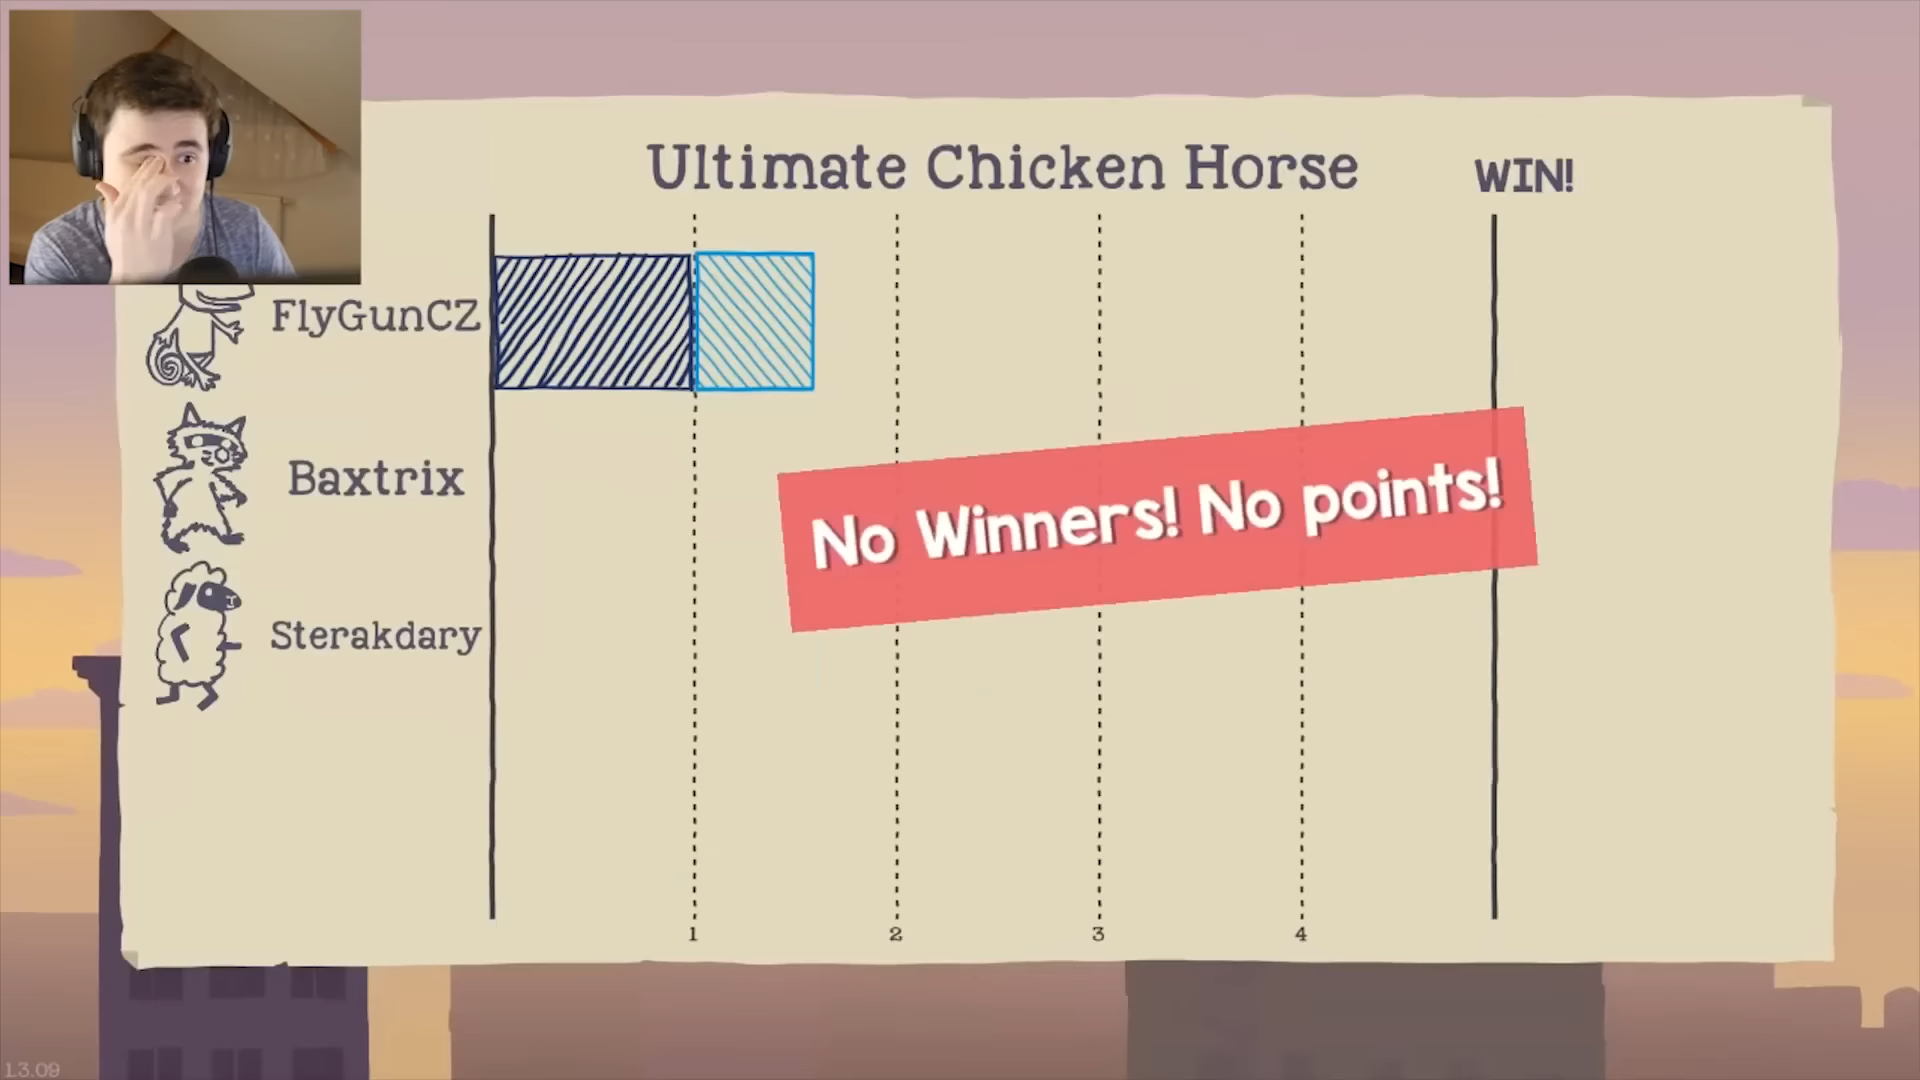 Ultimate Chicken Horse
WIN!
FlyGunCZ
Baxtrix
No Winners! No points!
Sterakdary
1 2 3 4
1.3.09